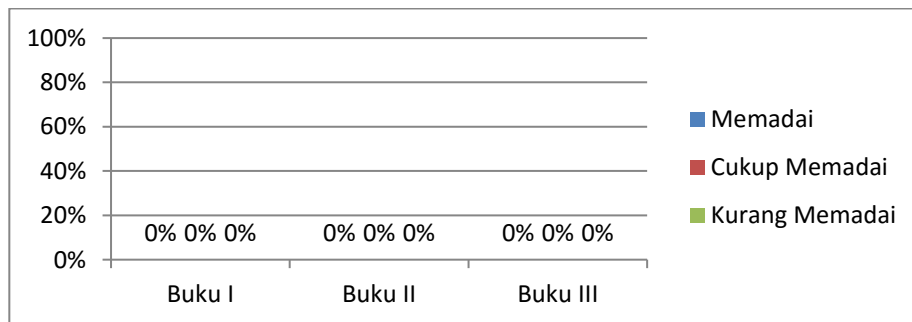 100%
80%
60%
40%
20%
0%
0% 0% 0%
0% 0% 0%
0% 0% 0%
Buku I
Buku II
Buku III
Memadai
Cukup Memadai
Kurang Memadai